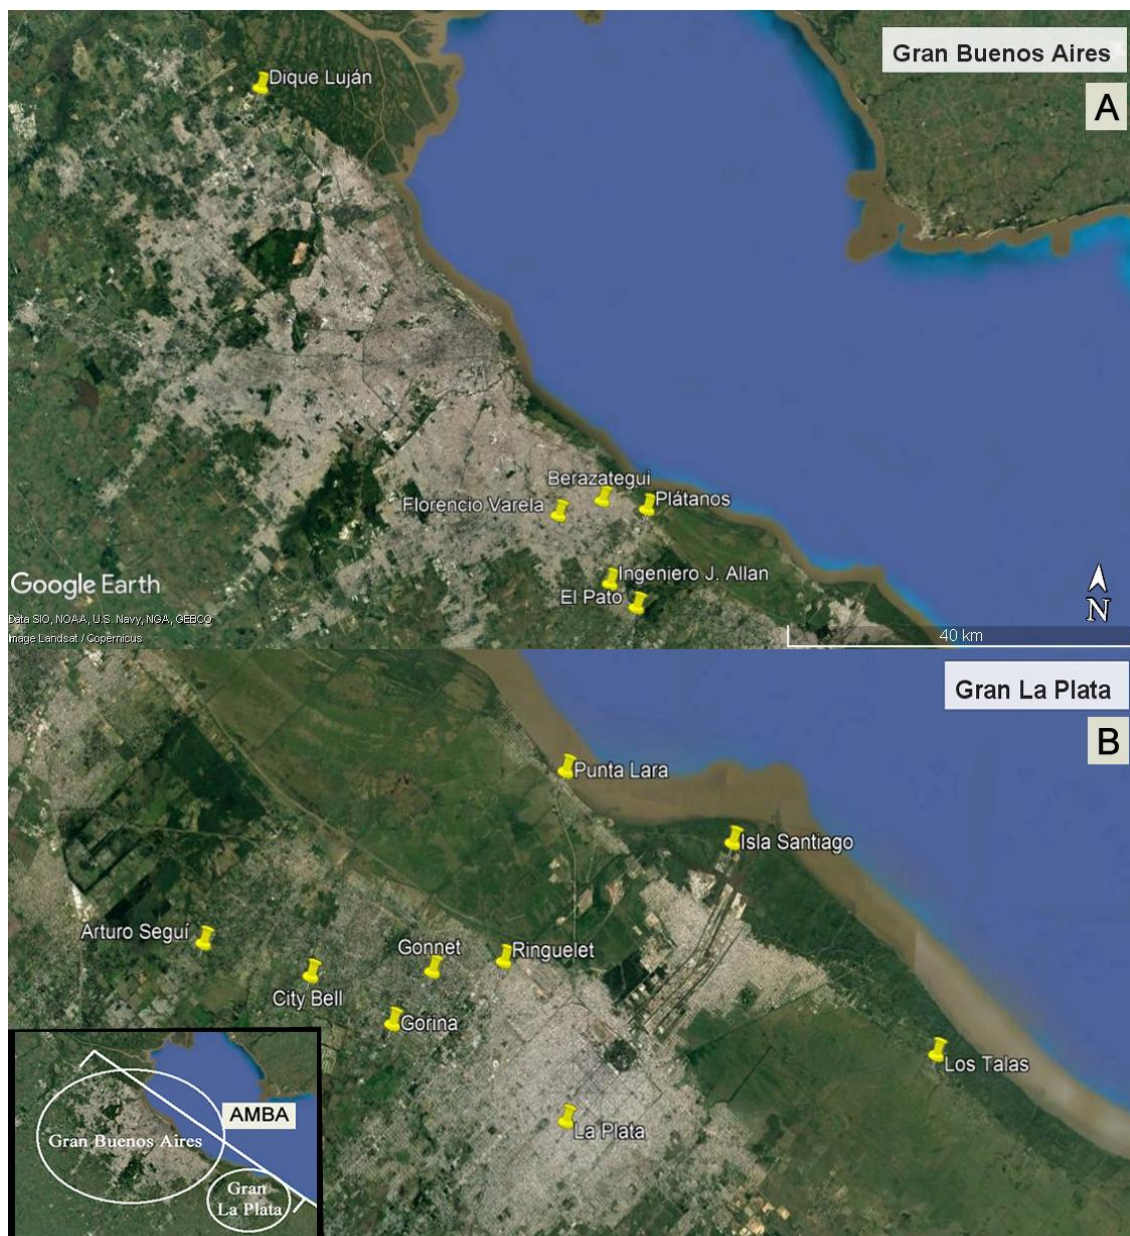 Dique Luján
Gran Buenos Aires
A
Berazategui
Florencio Varela
Plátanos
Ingeniero J. Allan
El Pato
Google Earth
Data SIO, NOAA, U.S. Navy, NGA, GEBCO
Image Landsat / Copernicus
N
40 km
Gran La Plata
B
Punta Lara
Isla Santiago
Arturo Seguí
Gonnet
Ringuelet
City Bell
Gorina
Los Talas
La Plata
AMBA
Gran Buenos Aires
Gran
La Plata